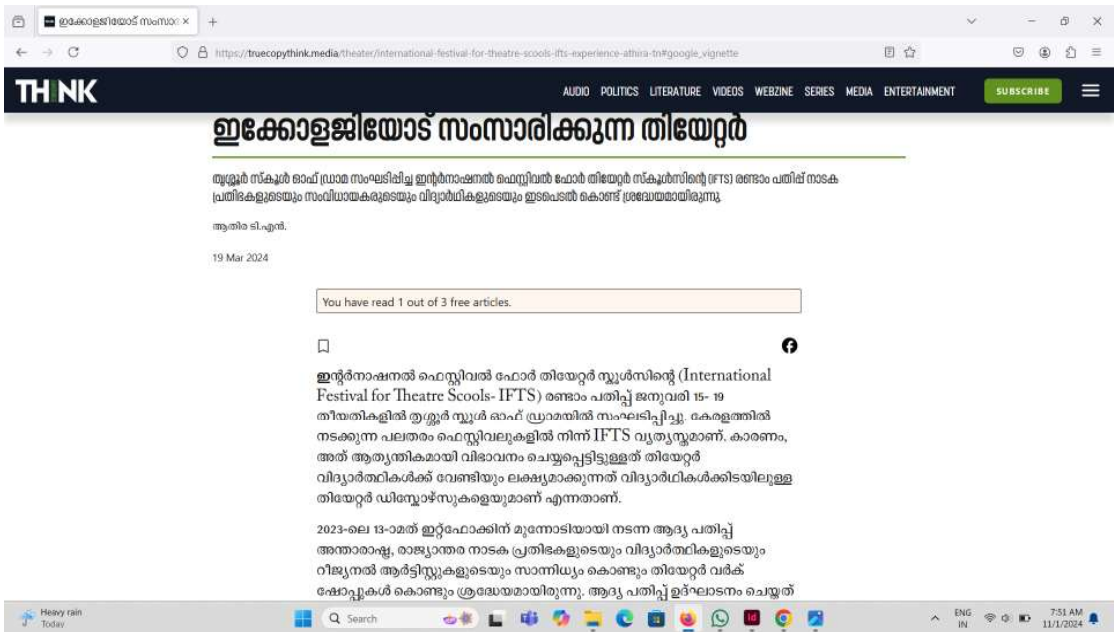 ഇക്കോളജിയോട് സംസാര
https://truecopythink.media/theater/international-festival-for-theatre-scools-ifts-experience-athira-tn#google_vignette
THINK
AUDIO POLITICS LITERATURE VIDEOS WEBZINE SERIES MEDIA ENTERTAINMENT SUBSCRIBE
ഇക്കോളജിയോട് സംസാരിക്കുന്ന തിയേറ്റർ
തൃശ്ശൂർ സ്കൂൾ ഓഫ് ഡ്രാമ സംഘടിപ്പിച്ച ഇന്റർനാഷനൽ ഫെസ്റ്റിവൽ ഫോർ തിയേറ്റർ സ്കൂൾസിന്റെ (IFTS) രണ്ടാം പതിപ്പ് നാടക
പ്രതിഭകളുടെയും സംവിധായകരുടെയും വിദ്യാർഥികളുടെയും ഇടപെടൽ കൊണ്ട് ശ്രദ്ധേയമായിരുന്നു.
ആതിര ടി.എൻ.
19 Mar 2024
You have read 1 out of 3 free articles.
ഇന്റർനാഷനൽ ഫെസ്റ്റിവൽ ഫോർ തിയേറ്റർ സ്കൂൾസിന്റെ (International
Festival for Theatre Scools- IFTS) രണ്ടാം പതിപ്പ് ജനുവരി 15- 19
തീയതികളിൽ തൃശ്ശൂർ സ്കൂൾ ഓഫ് ഡ്രാമയിൽ സംഘടിപ്പിച്ചു. കേരളത്തിൽ
നടക്കുന്ന പലതരം ഫെസ്റ്റിവലുകളിൽ നിന്ന് IFTS വ്യത്യസ്തമാണ്. കാരണം,
അത് ആത്യന്തികമായി വിഭാവനം ചെയ്യപ്പെട്ടിട്ടുള്ളത് തിയേറ്റർ
വിദ്യാർത്ഥികൾക്ക് വേണ്ടിയും ലക്ഷ്യമാക്കുന്നത് വിദ്യാർഥികൾക്കിടയിലുള്ള
തിയേറ്റർ ഡിസ്കോഴ്സുകളെയുമാണ് എന്നതാണ്.
2023-ലെ 13-ാമത് ഇറ്റ്ഫോക്കിന് മുന്നോടിയായി നടന്ന ആദ്യ പതിപ്പ്
അന്താരാഷ്ട്ര, രാജ്യാന്തര നാടക പ്രതിഭകളുടെയും വിദ്യാർത്ഥികളുടെയും
റീജ്യനൽ ആർട്ടിസ്റ്റുകളുടെയും സാന്നിധ്യം കൊണ്ടും തിയേറ്റർ വർക്
ഷോപ്പുകൾ കൊണ്ടും ശ്രദ്ധേയമായിരുന്നു. ആദ്യ പതിപ്പ് ഉദ്ഘാടനം ചെയ്തത്
Heavy rain
Today
Search
ENG
IN
7:51 AM
11/1/2024